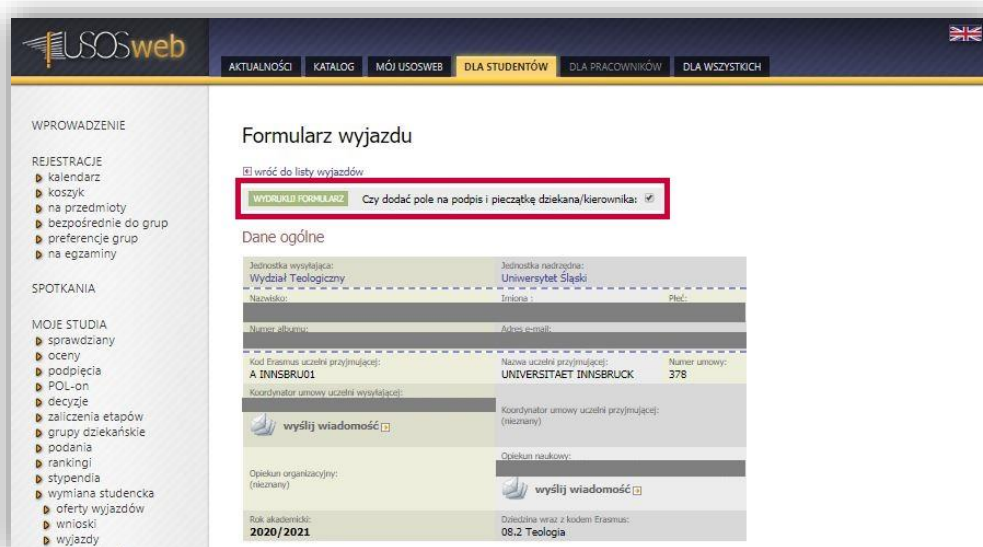 USOSweb
AKTUALNOŚCI KATALOG MÓJ USOSWEB DLA STUDENTÓW DLA PRACOWNIKÓW DLA WSZYSTKICH
WPROWADZENIE
REJESTRACJE
kalendarz
koszyk
na przedmioty
bezpośrednie do grup
preferencje grup
na egzaminy
SPOTKANIA
MOJE STUDIA
sprawdziany
oceny
podpięcia
POL-on
decyzje
zaliczenia etapów
grupy dziekańskie
podania
rankingi
stypendia
wymiana studencka
oferty wyjazdów
wnioski
wyjazdy
Formularz wyjazdu
wróć do listy wyjazdów
WYDRUKUJ FORMULARZ Czy dodać pole na podpis i pieczątkę dziekana/kierownika:
Dane ogólne
Jednostka wysyłająca: Jednostka nadrzędna:
Wydział Teologiczny Uniwersytet Śląski
Nazwisko: Imiona : Płeć:
Numer albumu: Adres e-mail:
Kod Erasmus uczelni przyjmującej: Nazwa uczelni przyjmującej: Numer umowy:
A INNSBRU01 UNIVERSITAET INNSBRUCK 378
Koordynator umowy uczelni wysyłającej:
wyślij wiadomość
Koordynator umowy uczelni przyjmującej:
(nieznany)
Opiekun organizacyjny:
(nieznany)
Opiekun naukowy:
wyślij wiadomość
Rok akademicki: Dziedzina wraz z kodem Erasmus:
2020/2021 08.2 Teologia